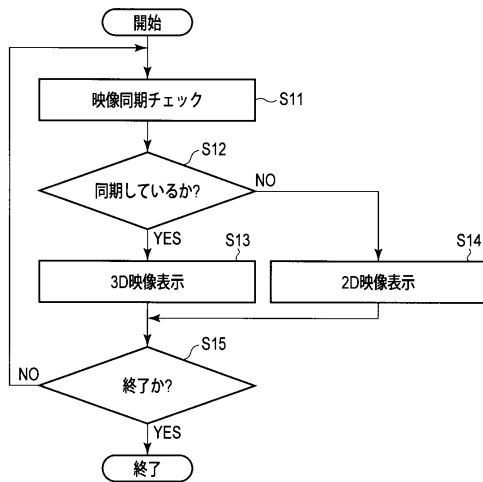 開始
映像同期チェック
S11
S12
同期しているか?
NO
YES
S13
3D映像表示
S14
2D映像表示
S15
終了か?
NO
YES
終了